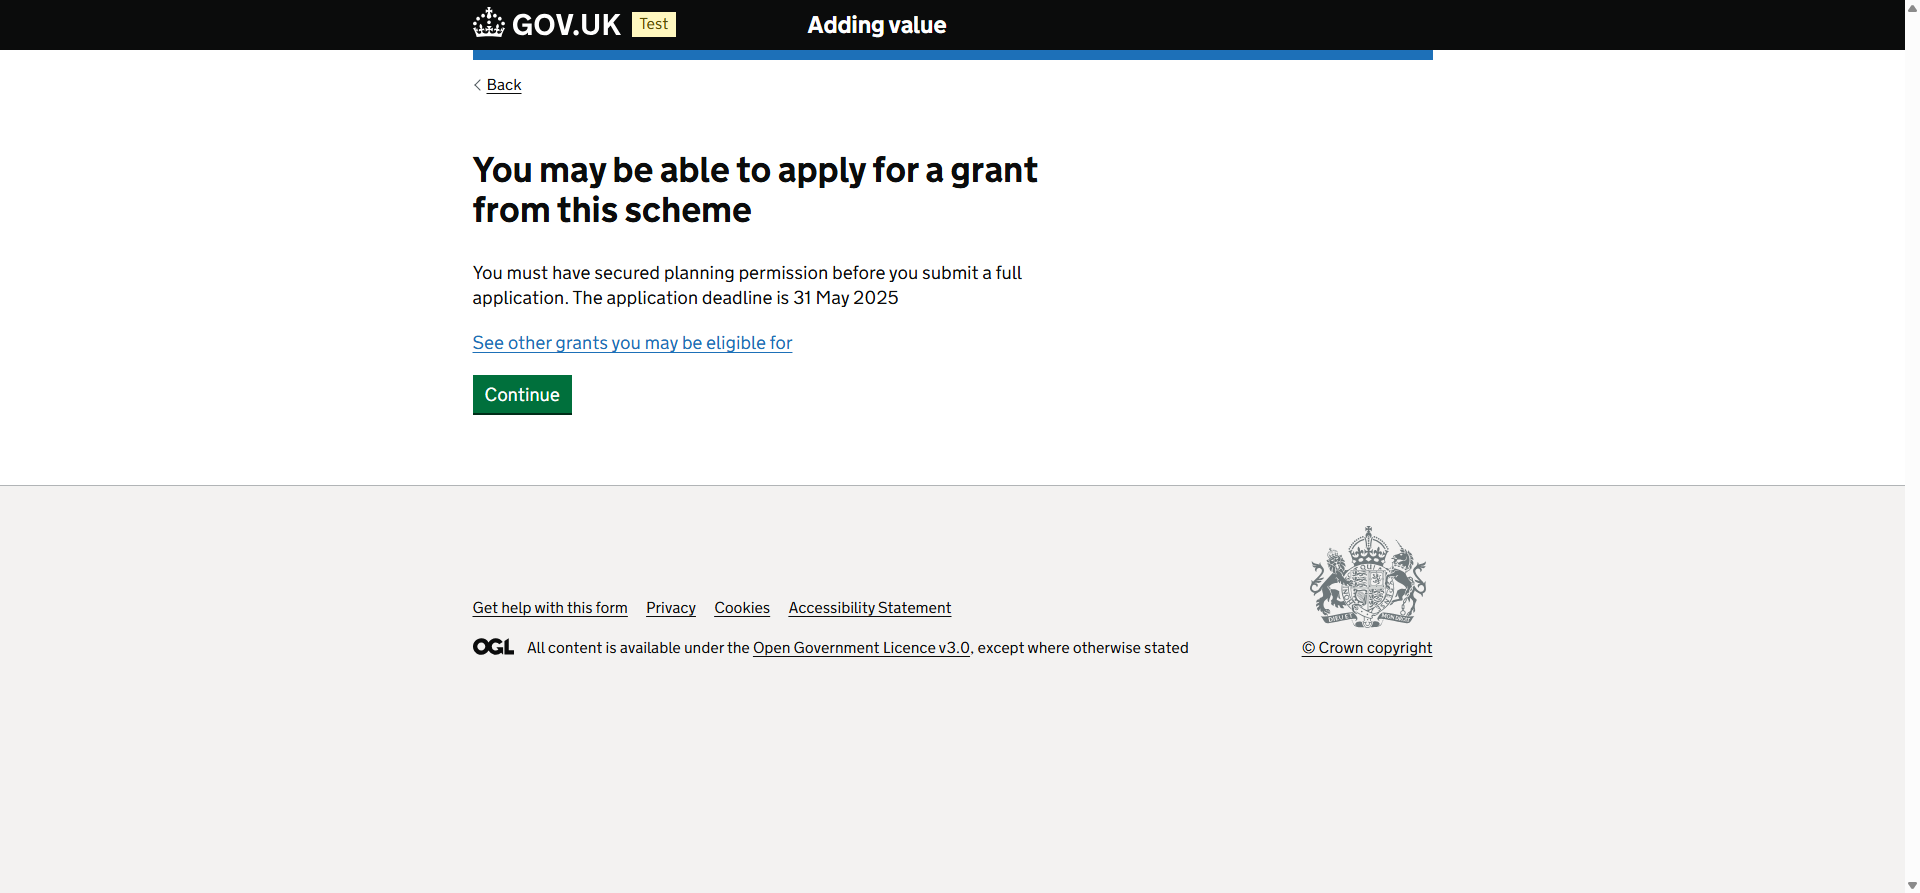 GOV.UK Test Adding value
Back
You may be able to apply for a grant
from this scheme
You must have secured planning permission before you submit a full
application. The application deadline is 31 May 2025
See other grants you may be eligible for
Continue
Get help with this form Privacy Cookies Accessibility Statement
OGL All content is available under the Open Government Licence v3.0, except where otherwise stated
© Crown copyright